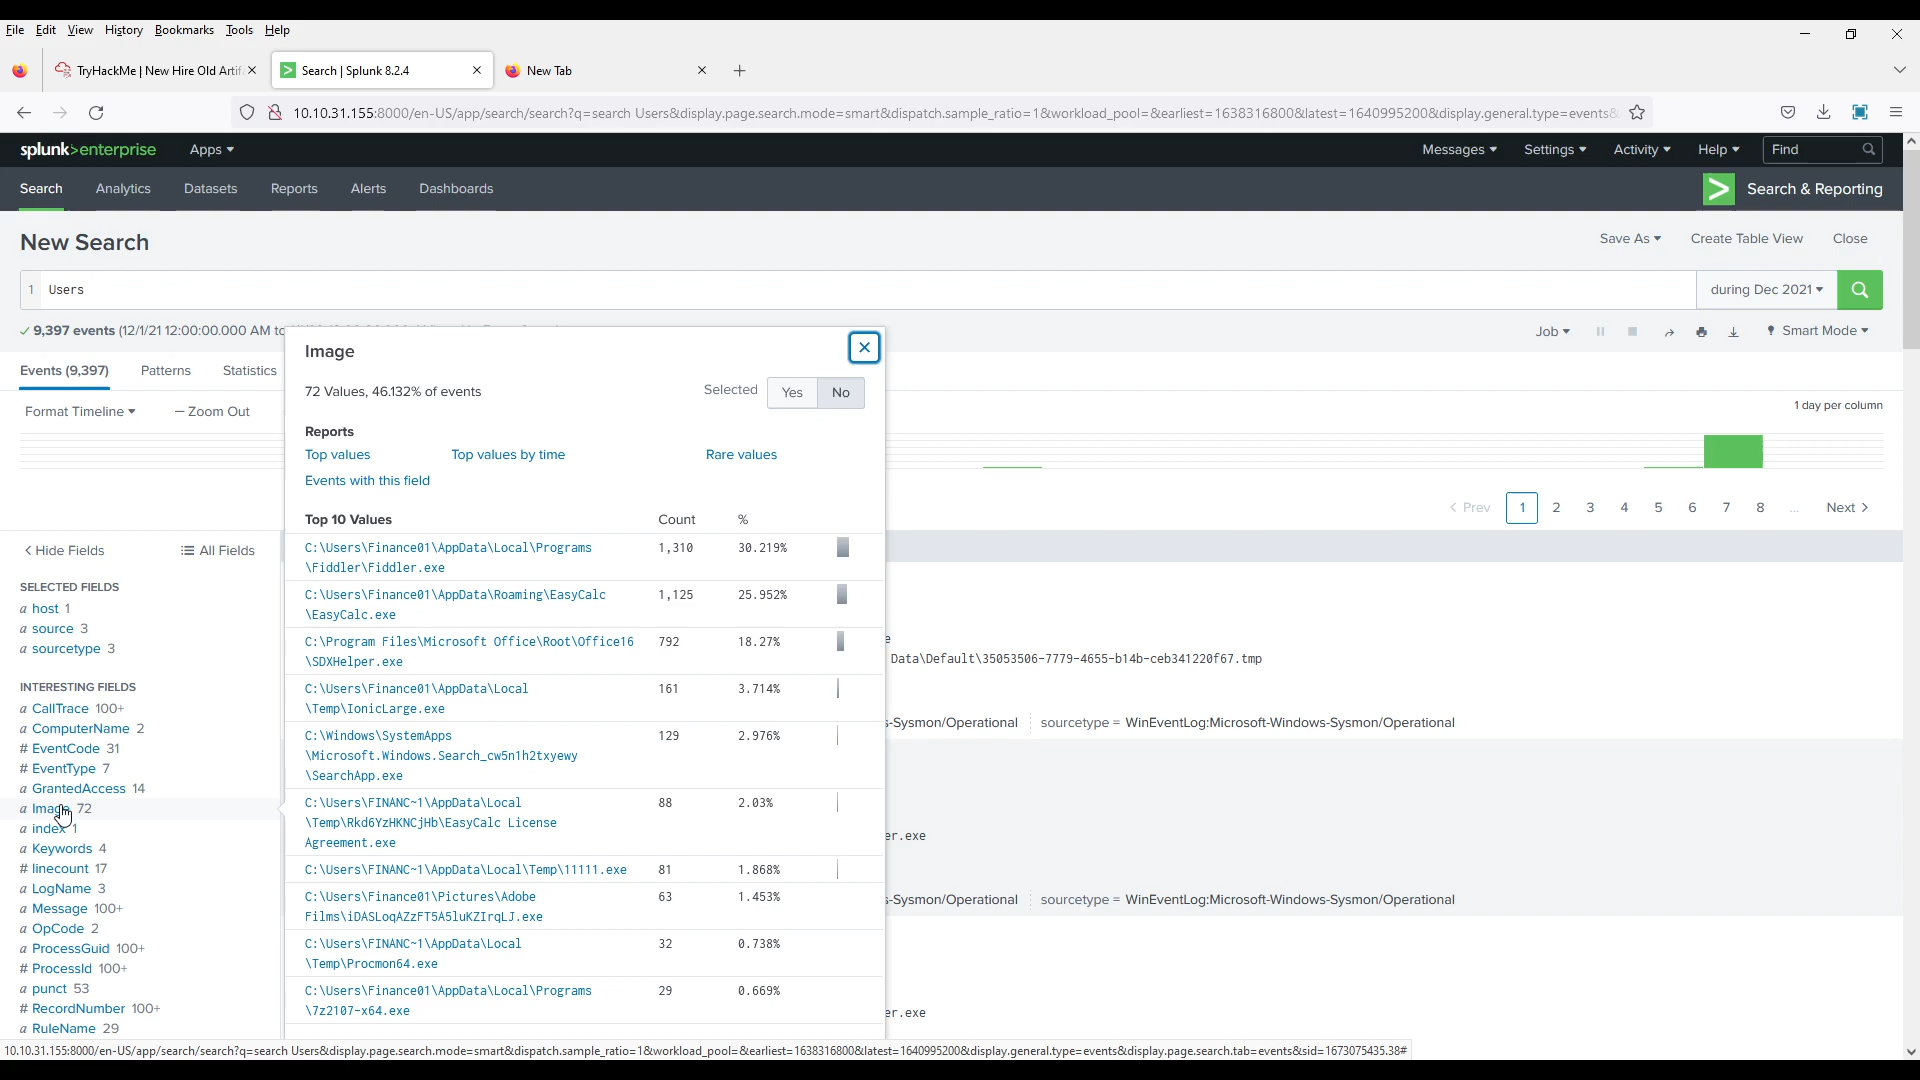 File Edit View History Bookmarks Tools Help
TryHackMe | New Hire Old Artif
Search | Splunk 8.2.4
New Tab
10.10.31.155:8000/en-US/app/search/search?q=search Users&display.page.search.mode=smart&dispatch.sample_ratio=1&workload_pool=&earliest=1638316800&latest=1640995200&display.general.type=events&
splunk>enterprise Apps Messages Settings Activity Help Find
Search Analytics Datasets Reports Alerts Dashboards Search & Reporting
New Search Save As Create Table View Close
1 Users during Dec 2021
9,397 events (12/1/21 12:00:00.000 AM to Job Smart Mode
Events (9,397) Patterns Statistics
Format Timeline — Zoom Out 1 day per column
Image
72 Values, 46.132% of events Selected Yes No
Reports
Top values Top values by time Rare values
Events with this field
< Prev 1 2 3 4 5 6 7 8 ... Next >
Top 10 Values Count %
C:\Users\Finance01\AppData\Local\Programs 1,310 30.219%
\Fiddler\Fiddler.exe
C:\Users\Finance01\AppData\Roaming\EasyCalc 1,125 25.952%
\EasyCalc.exe
C:\Program Files\Microsoft Office\Root\Office16 792 18.27%
\SDXHelper.exe
C:\Users\Finance01\AppData\Local 161 3.714%
\Temp\IonicLarge.exe
C:\Windows\SystemApps 129 2.976%
\Microsoft.Windows.Search_cw5n1h2txyewy
\SearchApp.exe
C:\Users\FINANC~1\AppData\Local 88 2.03%
\Temp\Rkd6YzHKNCjHb\EasyCalc License
Agreement.exe
C:\Users\FINANC~1\AppData\Local\Temp\11111.exe 81 1.868%
C:\Users\Finance01\Pictures\Adobe 63 1.453%
Films\iDASLoqAZzFT5A5luKZIrqLJ.exe
C:\Users\FINANC~1\AppData\Local 32 0.738%
\Temp\Procmon64.exe
C:\Users\Finance01\AppData\Local\Programs 29 0.669%
\7z2107-x64.exe
< Hide Fields All Fields
SELECTED FIELDS
a host 1
a source 3
a sourcetype 3
INTERESTING FIELDS
a CallTrace 100+
a ComputerName 2
# EventCode 31
# EventType 7
a GrantedAccess 14
a Image 72
a index 1
a Keywords 4
# linecount 17
a LogName 3
a Message 100+
a OpCode 2
a ProcessGuid 100+
# ProcessId 100+
a punct 53
# RecordNumber 100+
a RuleName 29
e
Data\Default\35053506-7779-4655-b14b-ceb341220f67.tmp
s-Sysmon/Operational sourcetype = WinEventLog:Microsoft-Windows-Sysmon/Operational
er.exe
s-Sysmon/Operational sourcetype = WinEventLog:Microsoft-Windows-Sysmon/Operational
er.exe
10.10.31.155:8000/en-US/app/search/search?q=search Users&display.page.search.mode=smart&dispatch.sample_ratio=1&workload_pool=&earliest=1638316800&latest=1640995200&display.general.type=events&display.page.search.tab=events&sid=1673075435.38#